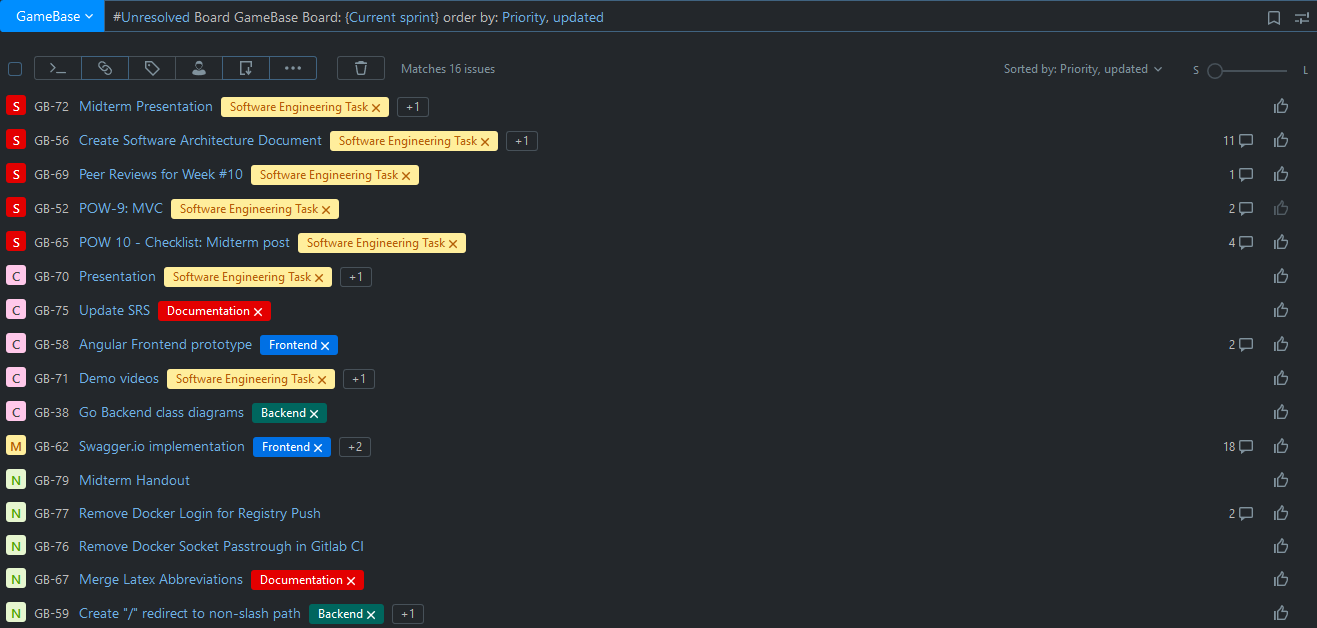 GameBase #Unresolved Board GameBase Board: {Current sprint} order by: Priority, updated
Matches 16 issues Sorted by: Priority, updated S L
S GB-72 Midterm Presentation Software Engineering Task +1
S GB-56 Create Software Architecture Document Software Engineering Task +1 11
S GB-69 Peer Reviews for Week #10 Software Engineering Task 1
S GB-52 POW-9: MVC Software Engineering Task 2
S GB-65 POW 10 - Checklist: Midterm post Software Engineering Task 4
C GB-70 Presentation Software Engineering Task +1
C GB-75 Update SRS Documentation
C GB-58 Angular Frontend prototype Frontend 2
C GB-71 Demo videos Software Engineering Task +1
C GB-38 Go Backend class diagrams Backend
M GB-62 Swagger.io implementation Frontend +2 18
N GB-79 Midterm Handout
N GB-77 Remove Docker Login for Registry Push 2
N GB-76 Remove Docker Socket Passtrough in Gitlab CI
N GB-67 Merge Latex Abbreviations Documentation
N GB-59 Create "/" redirect to non-slash path Backend +1